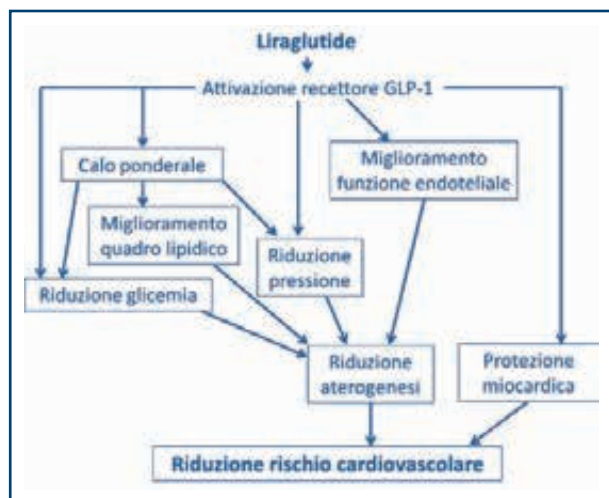 Liraglutide
Attivazione recettore GLP-1
Calo ponderale
Miglioramento
funzione endoteliale
Miglioramento
quadro lipidico
Riduzione
pressione
Riduzione glicemia
Riduzione
aterogenesi
Protezione
miocardica
Riduzione rischio cardiovascolare